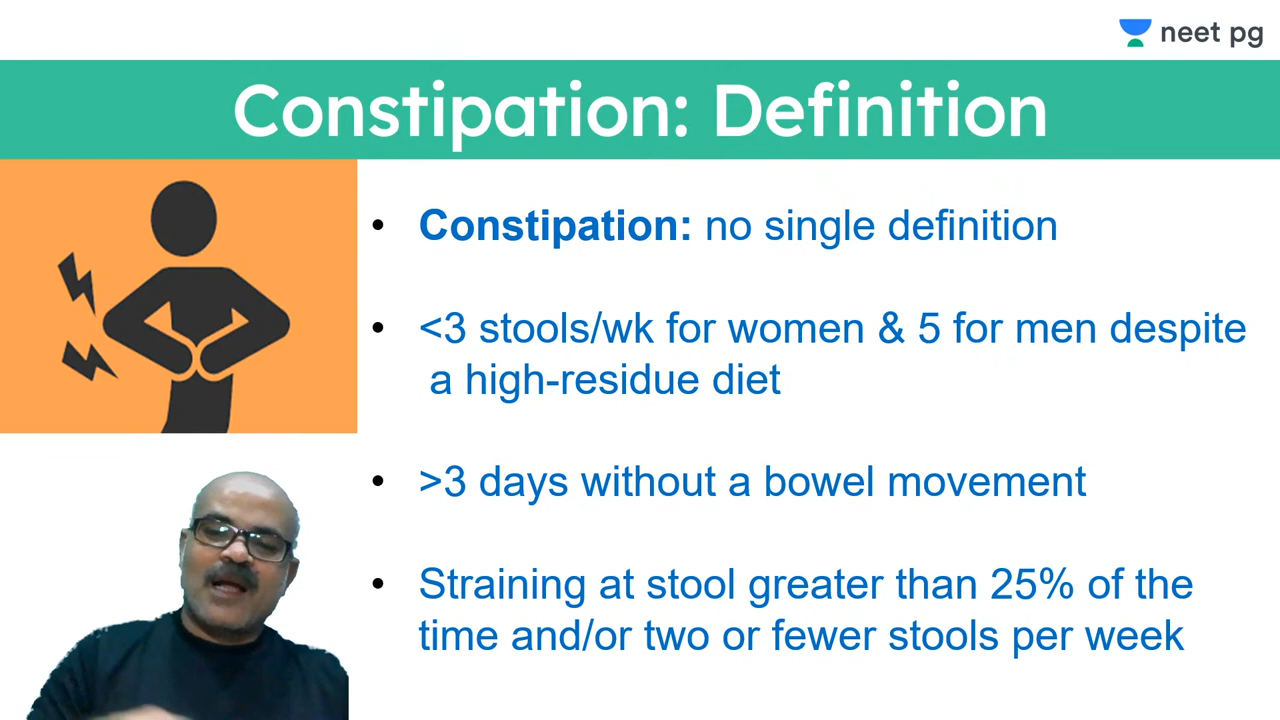 neet pg
Constipation: Definition
• Constipation: no single definition
• <3 stools/wk for women & 5 for men despite
a high-residue diet
• >3 days without a bowel movement
• Straining at stool greater than 25% of the
time and/or two or fewer stools per week